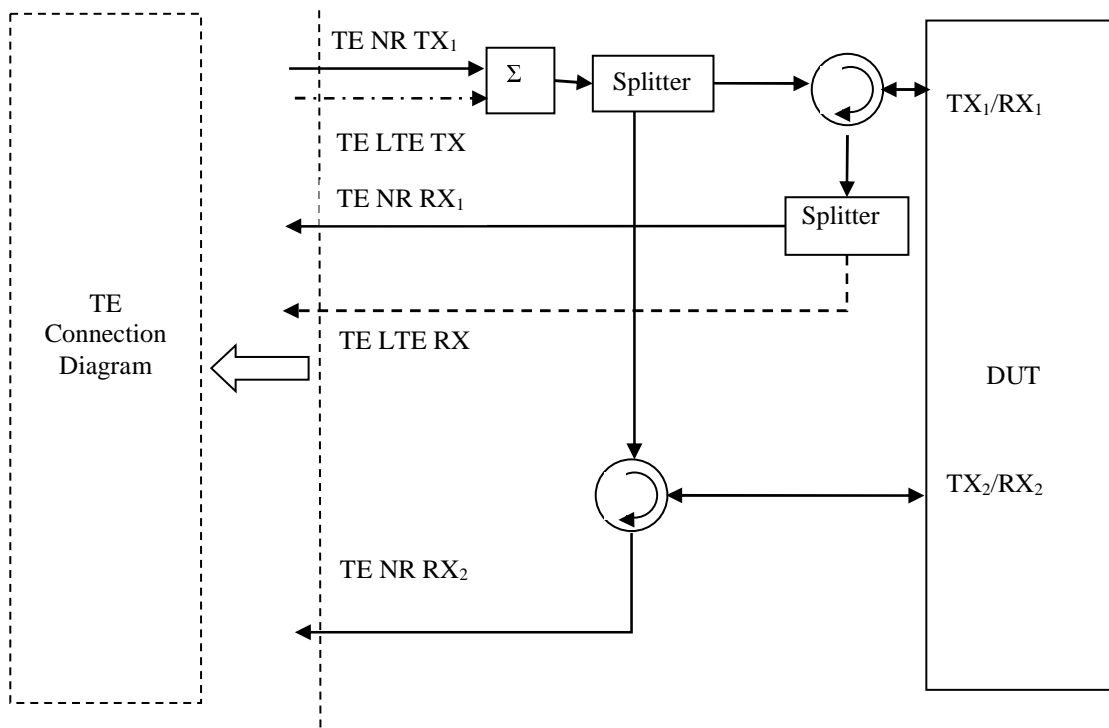 TE NR TX₁
Σ
Splitter
TX₁/RX₁
TE LTE TX
TE NR RX₁
Splitter
TE
Connection
Diagram
TE LTE RX
DUT
TX₂/RX₂
TE NR RX₂